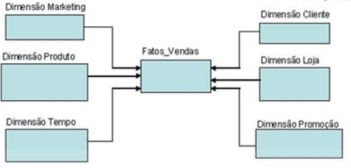 Dimensão Marketing
Dimensão Cliente
Fatos_Vendas
Dimensão Produto
Dimensão Loja
Dimensão Tempo
Dimensão Promoção